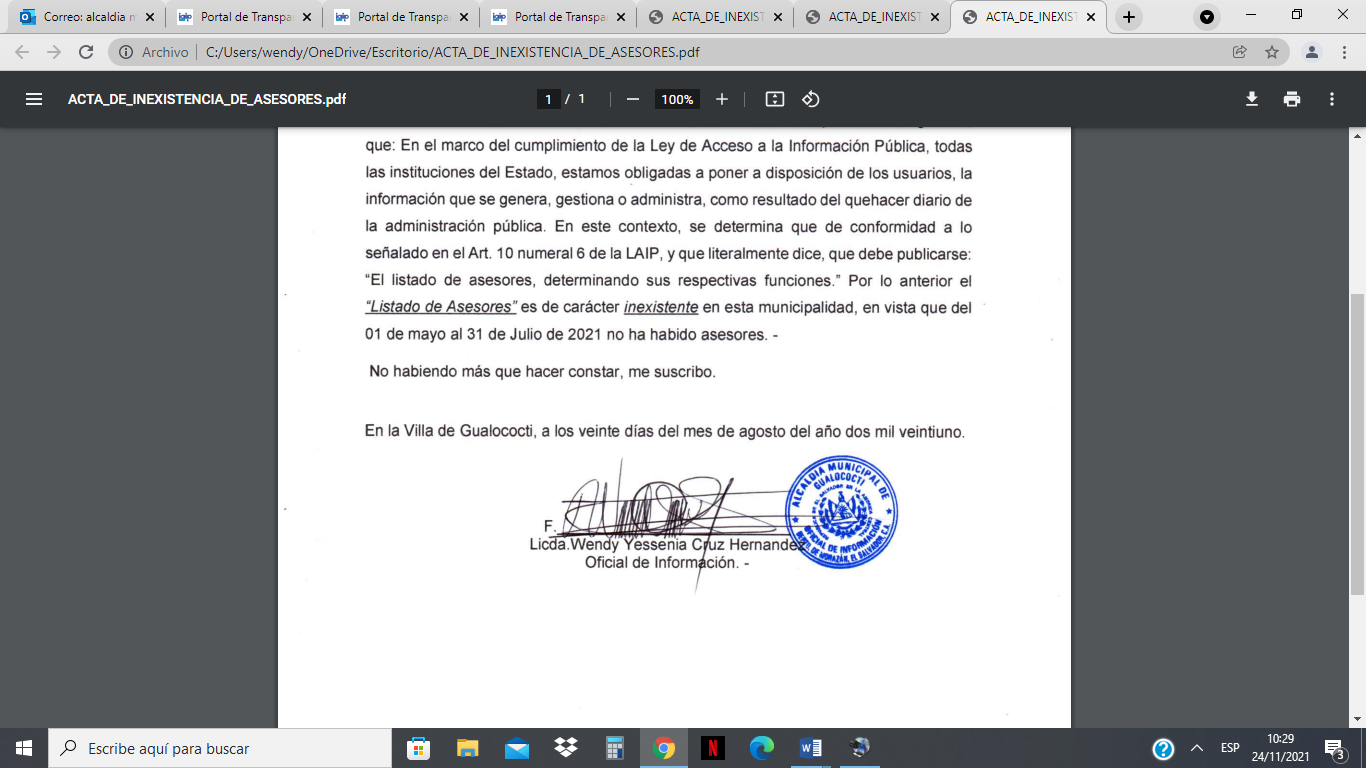 Correo: alcaldia m
Portal de Transpa
Portal de Transpa
Portal de Transpa
ACTA_DE_INEXIST
ACTA_DE_INEXIST
ACTA_DE_INEXIST
Archivo
C:/Users/wendy/OneDrive/Escritorio/ACTA_DE_INEXISTENCIA_DE_ASESORES.pdf
ACTA_DE_INEXISTENCIA_DE_ASESORES.pdf
1 / 1
100%
que: En el marco del cumplimiento de la Ley de Acceso a la Información Pública, todas
las instituciones del Estado, estamos obligadas a poner a disposición de los usuarios, la
información que se genera, gestiona o administra, como resultado del quehacer diario de
la administración pública. En este contexto, se determina que de conformidad a lo
señalado en el Art. 10 numeral 6 de la LAIP, y que literalmente dice, que debe publicarse:
“El listado de asesores, determinando sus respectivas funciones.” Por lo anterior el
“Listado de Asesores” es de carácter inexistente en esta municipalidad, en vista que del
01 de mayo al 31 de Julio de 2021 no ha habido asesores. -
No habiendo más que hacer constar, me suscribo.
En la Villa de Gualococti, a los veinte días del mes de agosto del año dos mil veintiuno.
ALCALDIA MUNICIPAL DE
GUALOCOCTI
OFICIAL DE INFORMACIÓN
DEPTO. DE MORAZÁN, EL SALVADOR, C.A.
F.
Licda.Wendy Yessenia Cruz Hernandez
Oficial de Información. -
Escribe aquí para buscar
ESP
10:29
24/11/2021
3